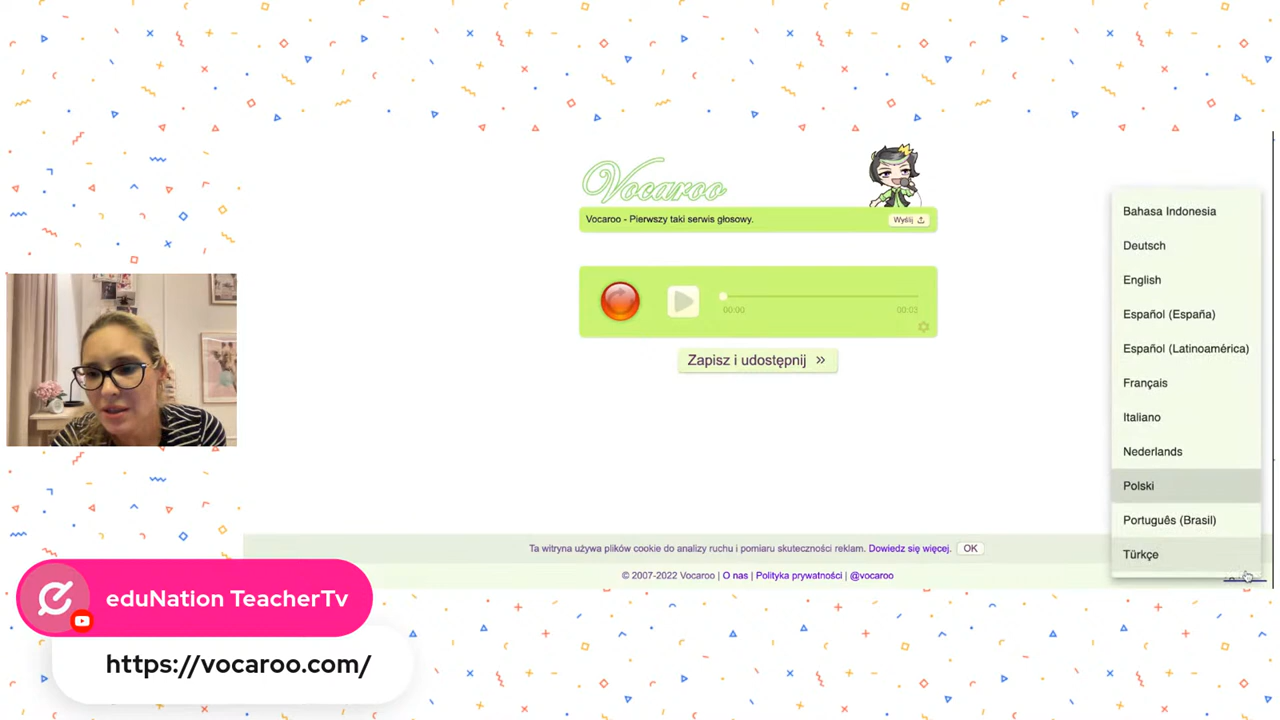 Vocaroo
Vocaroo - Pierwszy taki serwis głosowy.
Wyślij
00:00
00:03
Zapisz i udostępnij »
Bahasa Indonesia
Deutsch
English
Español (España)
Español (Latinoamérica)
Français
Italiano
Nederlands
Polski
Português (Brasil)
Türkçe
Ta witryna używa plików cookie do analizy ruchu i pomiaru skuteczności reklam. Dowiedz się więcej. OK
© 2007-2022 Vocaroo | O nas | Polityka prywatności | @vocaroo
eduNation TeacherTv
https://vocaroo.com/